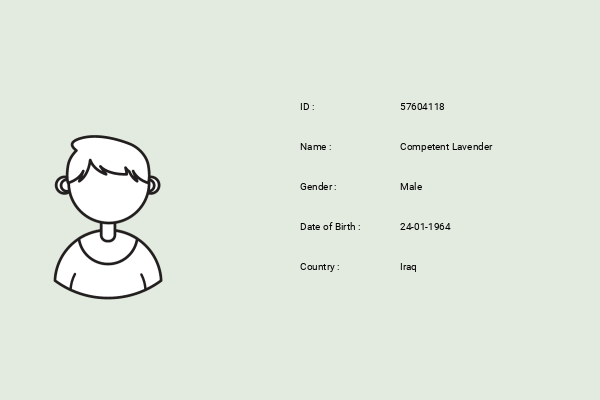 ID : 57604118
Name : Competent Lavender
Gender : Male
Date of Birth : 24-01-1964
Country : Iraq